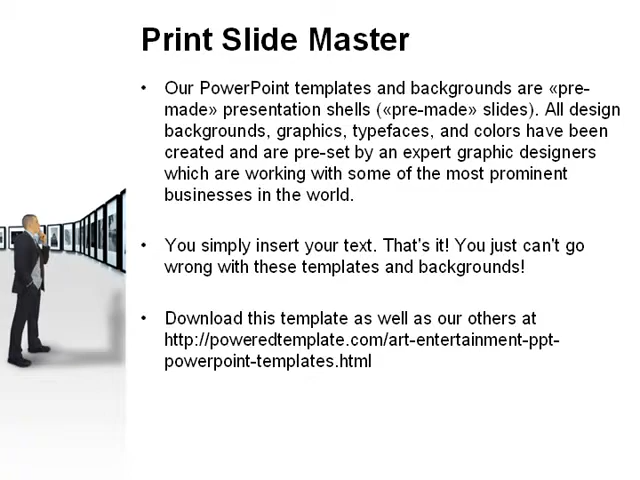 Print Slide Master
• Our PowerPoint templates and backgrounds are «pre-
made» presentation shells («pre-made» slides). All design
backgrounds, graphics, typefaces, and colors have been
created and are pre-set by an expert graphic designers
which are working with some of the most prominent
businesses in the world.
• You simply insert your text. That's it! You just can't go
wrong with these templates and backgrounds!
• Download this template as well as our others at
http://poweredtemplate.com/art-entertainment-ppt-
powerpoint-templates.html